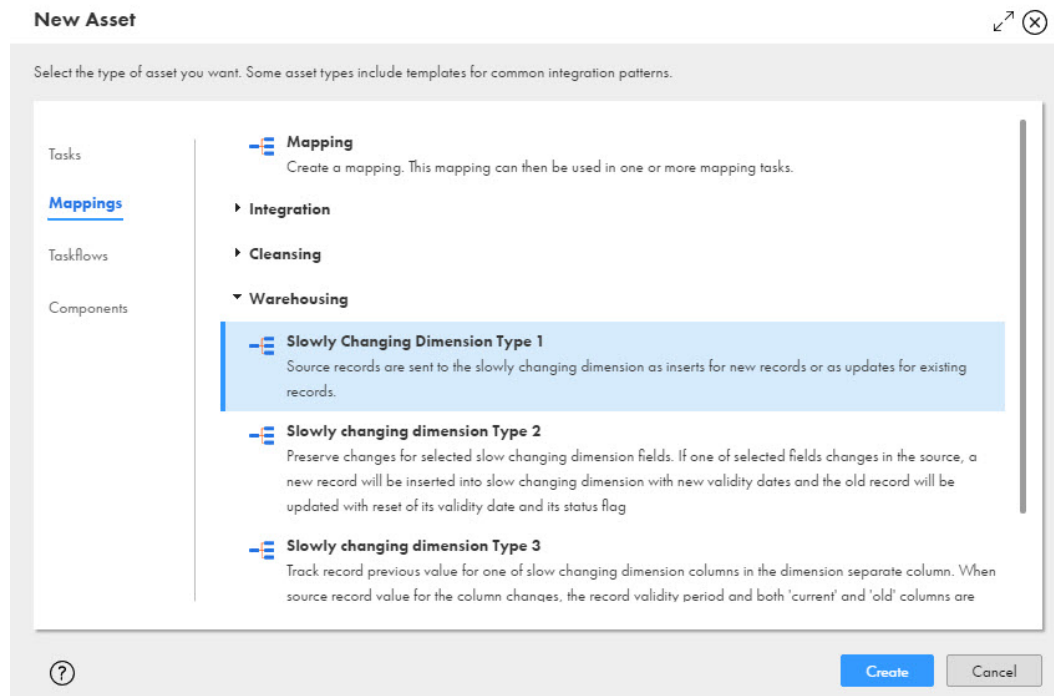 New Asset
Select the type of asset you want. Some asset types include templates for common integration patterns.
Tasks
Mappings
Taskflows
Components
Mapping
Create a mapping. This mapping can then be used in one or more mapping tasks.
Integration
Cleansing
Warehousing
Slowly Changing Dimension Type 1
Source records are sent to the slowly changing dimension as inserts for new records or as updates for existing
records.
Slowly changing dimension Type 2
Preserve changes for selected slow changing dimension fields. If one of selected fields changes in the source, a
new record will be inserted into slow changing dimension with new validity dates and the old record will be
updated with reset of its validity date and its status flag
Slowly changing dimension Type 3
Track record previous value for one of slow changing dimension columns in the dimension separate column. When
source record value for the column changes, the record validity period and both 'current' and 'old' columns are
?
Create
Cancel